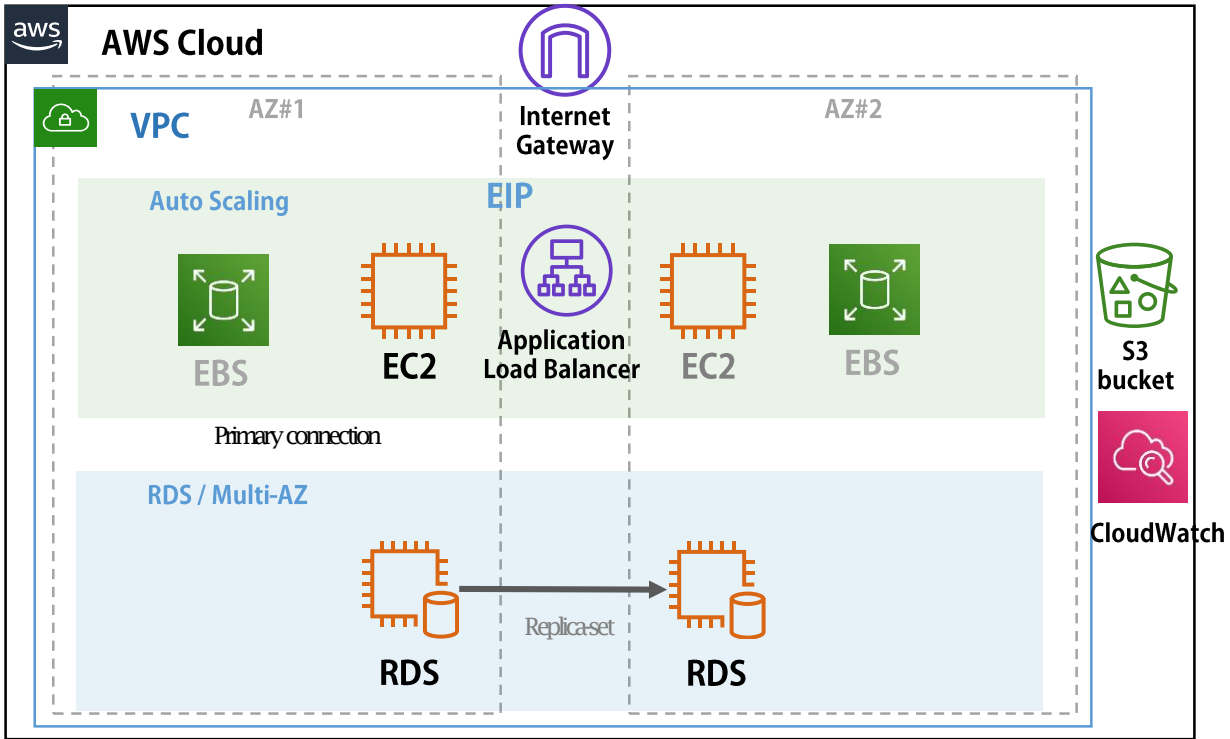 aws
AWS Cloud
Internet
Gateway
AZ#1
AZ#2
VPC
Auto Scaling
EIP
EBS
EC2
Application
Load Balancer
EC2
EBS
S3
bucket
Primary connection
CloudWatch
RDS / Multi-AZ
Replica-set
RDS
RDS